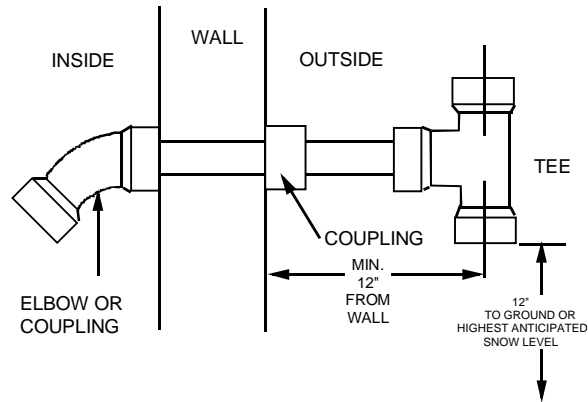 WALL
INSIDE
OUTSIDE
TEE
COUPLING
MIN.
12"
FROM
WALL
ELBOW OR
COUPLING
12"
TO GROUND OR
HIGHEST ANTICIPATED
SNOW LEVEL